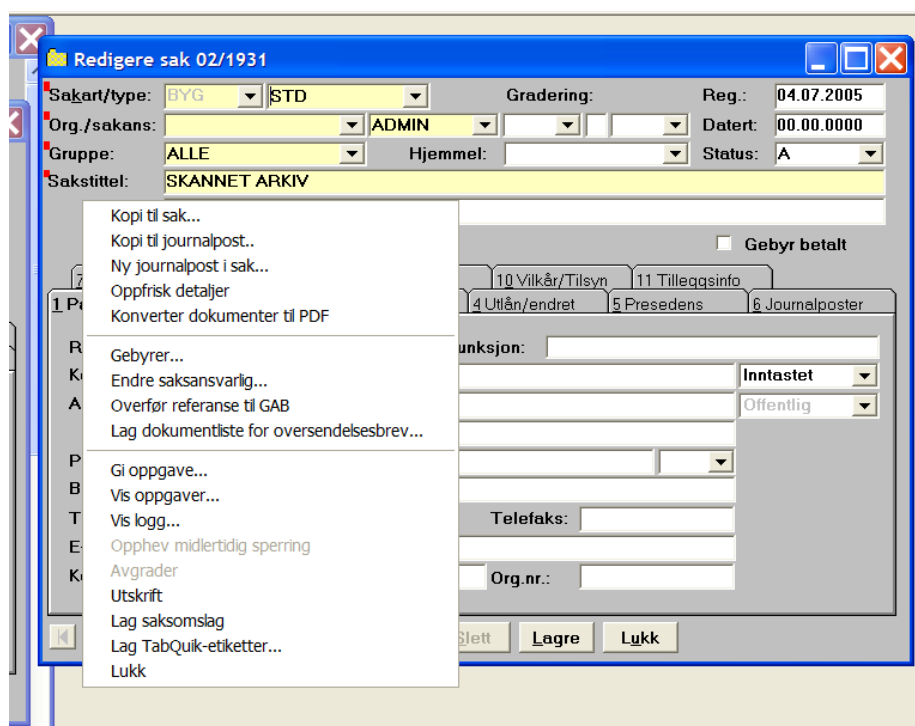 Redigere sak 02/1931
Sakart/type: BYG STD Gradering: Reg.: 04.07.2005
Org./sakans: ADMIN Datert: 00.00.0000
Gruppe: ALLE Hjemmel: Status: A
Sakstittel: SKANNET ARKIV
Gebyr betalt
Kopi til sak...
Kopi til journalpost..
Ny journalpost i sak...
Oppfrisk detaljer
Konverter dokumenter til PDF
Gebyrer...
Endre saksansvarlig...
Overfør referanse til GAB
Lag dokumentliste for oversendelsesbrev...
Gi oppgave...
Vis oppgaver...
Vis logg...
Opphev midlertidig sperring
Avgrader
Utskrift
Lag saksomslag
Lag TabQuik-etiketter...
Lukk
10 Vilkår/Tilsyn 11 Tilleggsinfo
4 Utlån/endret 5 Presedens 6 Journalposter
unksjon:
Inntastet
Offentlig
Telefaks:
Org.nr.:
Slett Lagre Lukk